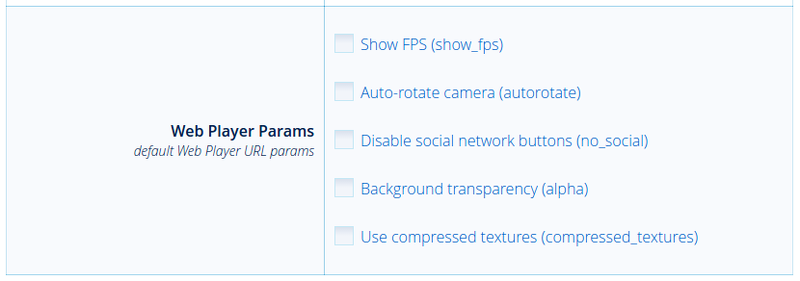 Show FPS (show_fps)
Auto-rotate camera (autorotate)
Web Player Params
default Web Player URL params
Disable social network buttons (no_social)
Background transparency (alpha)
Use compressed textures (compressed_textures)